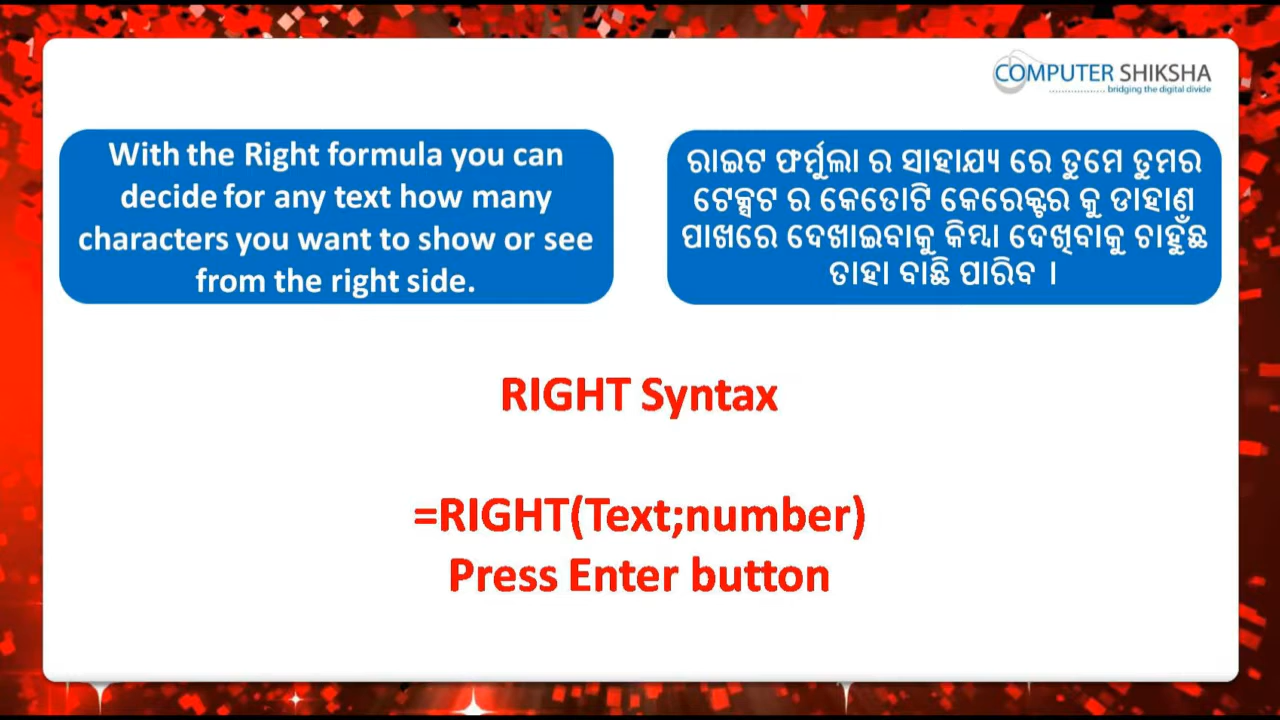 COMPUTER SHIKSHA
bridging the digital divide
With the Right formula you can
decide for any text how many
characters you want to show or see
from the right side.
ରାଇଟ ଫର୍ମୁଲା ର ସାହାଯ୍ୟ ରେ ତୁମେ ତୁମର
ଟେକ୍ସଟ ର କେତୋଟି କେରେକ୍ଟର କୁ ଡାହାଣ
ପାଖରେ ଦେଖାଇବାକୁ କିମ୍ବା ଦେଖିବାକୁ ଚାହୁଁଛ
ତାହା ବାଛି ପାରିବ ।
RIGHT Syntax
=RIGHT(Text;number)
Press Enter button